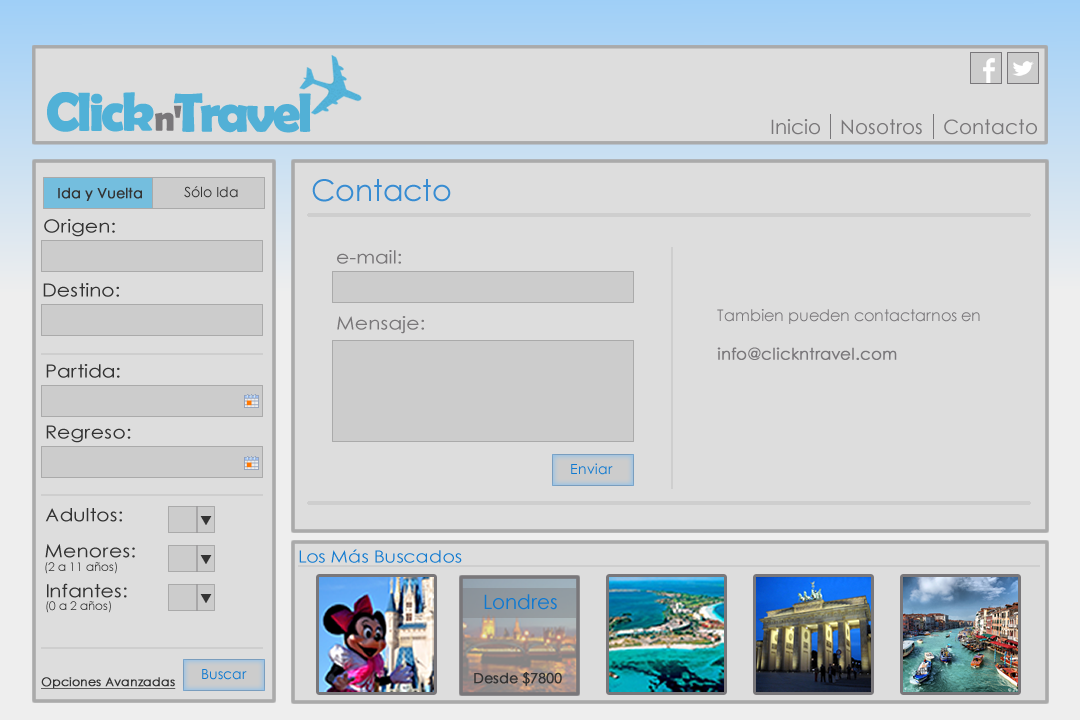 Click n' Travel
Inicio
Nosotros
Contacto
Ida y Vuelta
Sólo Ida
Origen:
Destino:
Partida:
Regreso:
Adultos:
Menores:
(2 a 11 años)
Infantes:
(0 a 2 años)
Opciones Avanzadas
Buscar
Contacto
e-mail:
Mensaje:
Enviar
Tambien pueden contactarnos en
info@clickntravel.com
Los Más Buscados
Londres
Desde $7800